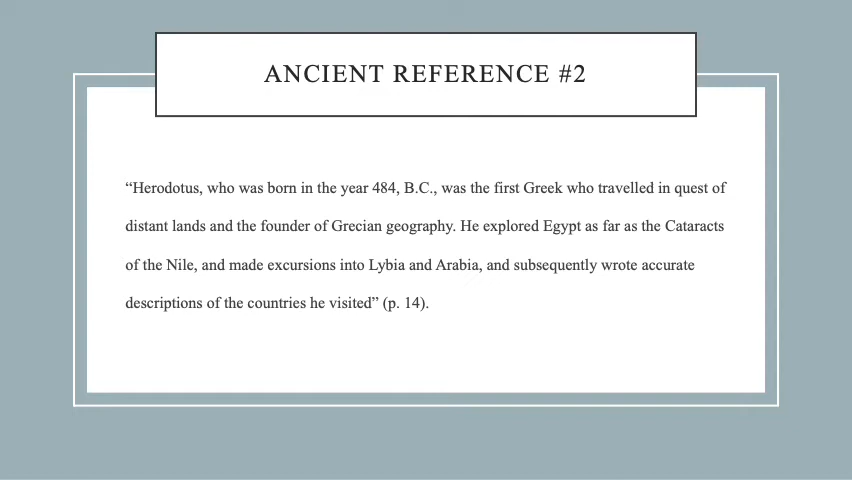 ANCIENT REFERENCE #2
“Herodotus, who was born in the year 484, B.C., was the first Greek who travelled in quest of
distant lands and the founder of Grecian geography. He explored Egypt as far as the Cataracts
of the Nile, and made excursions into Lybia and Arabia, and subsequently wrote accurate
descriptions of the countries he visited” (p. 14).